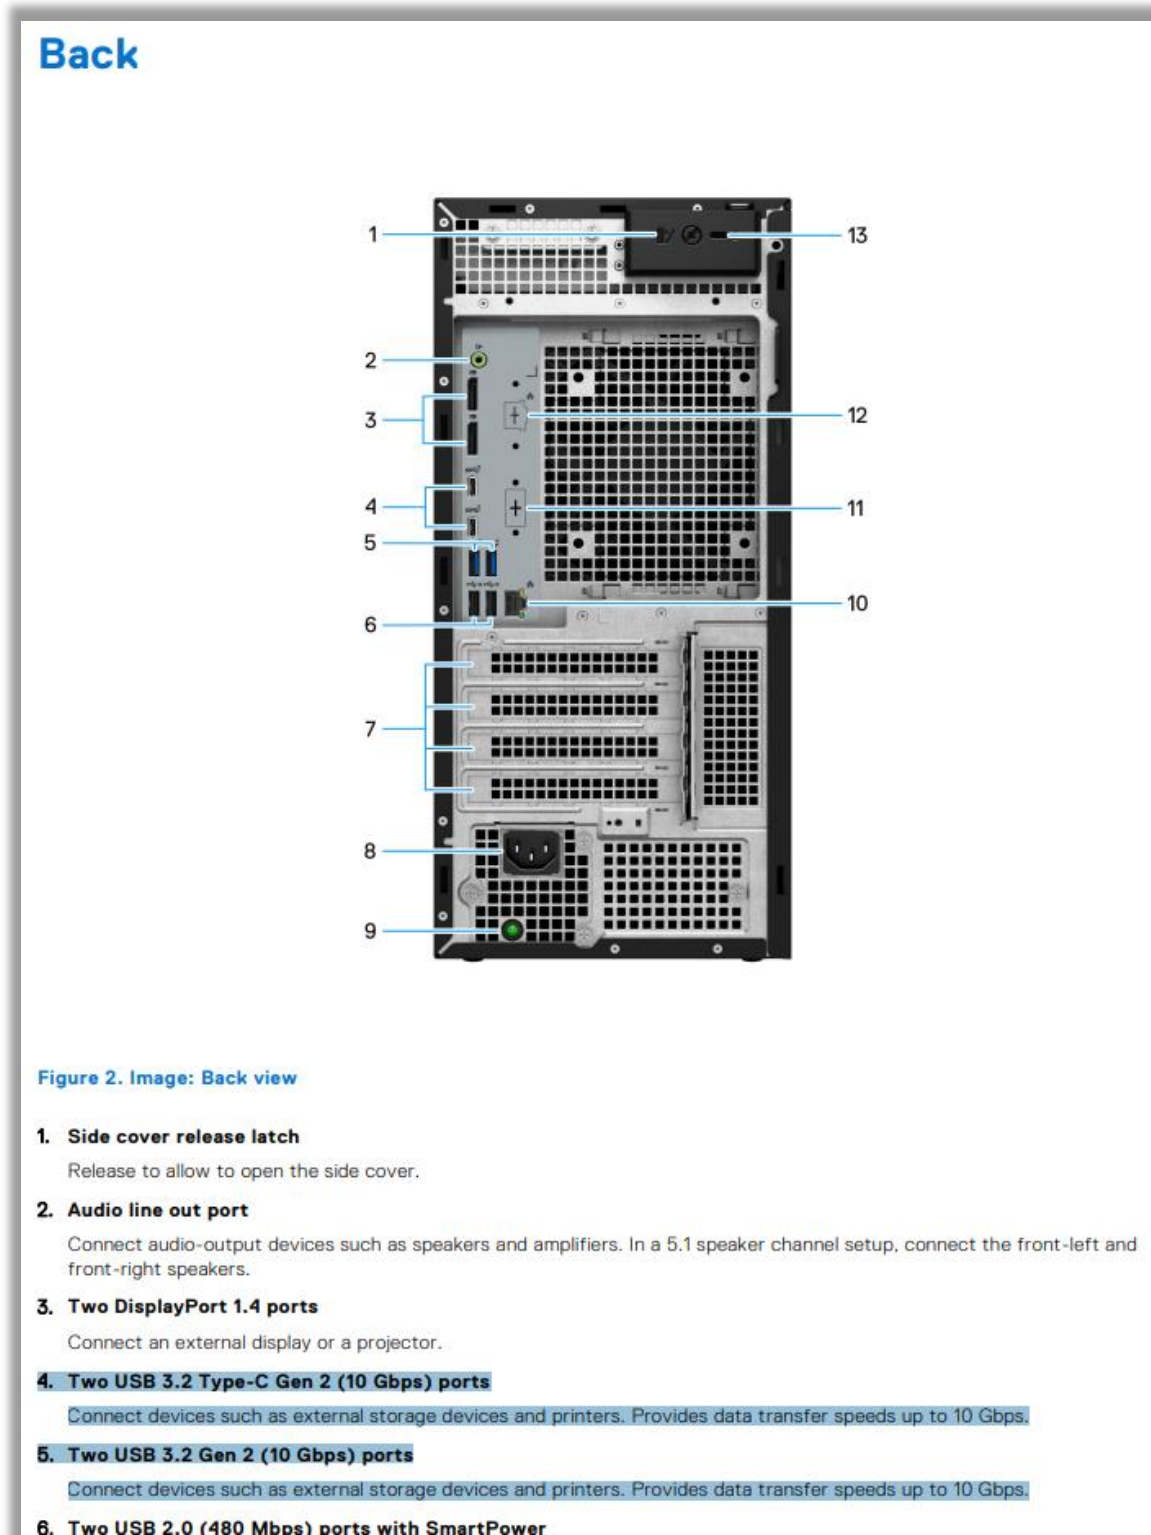 Back
1
13
2
3
12
4
11
5
10
6
7
8
9
Figure 2. Image: Back view
1. Side cover release latch
Release to allow to open the side cover.
2. Audio line out port
Connect audio-output devices such as speakers and amplifiers. In a 5.1 speaker channel setup, connect the front-left and
front-right speakers.
3. Two DisplayPort 1.4 ports
Connect an external display or a projector.
4. Two USB 3.2 Type-C Gen 2 (10 Gbps) ports
Connect devices such as external storage devices and printers. Provides data transfer speeds up to 10 Gbps.
5. Two USB 3.2 Gen 2 (10 Gbps) ports
Connect devices such as external storage devices and printers. Provides data transfer speeds up to 10 Gbps.
6. Two USB 2.0 (480 Mbps) ports with SmartPower